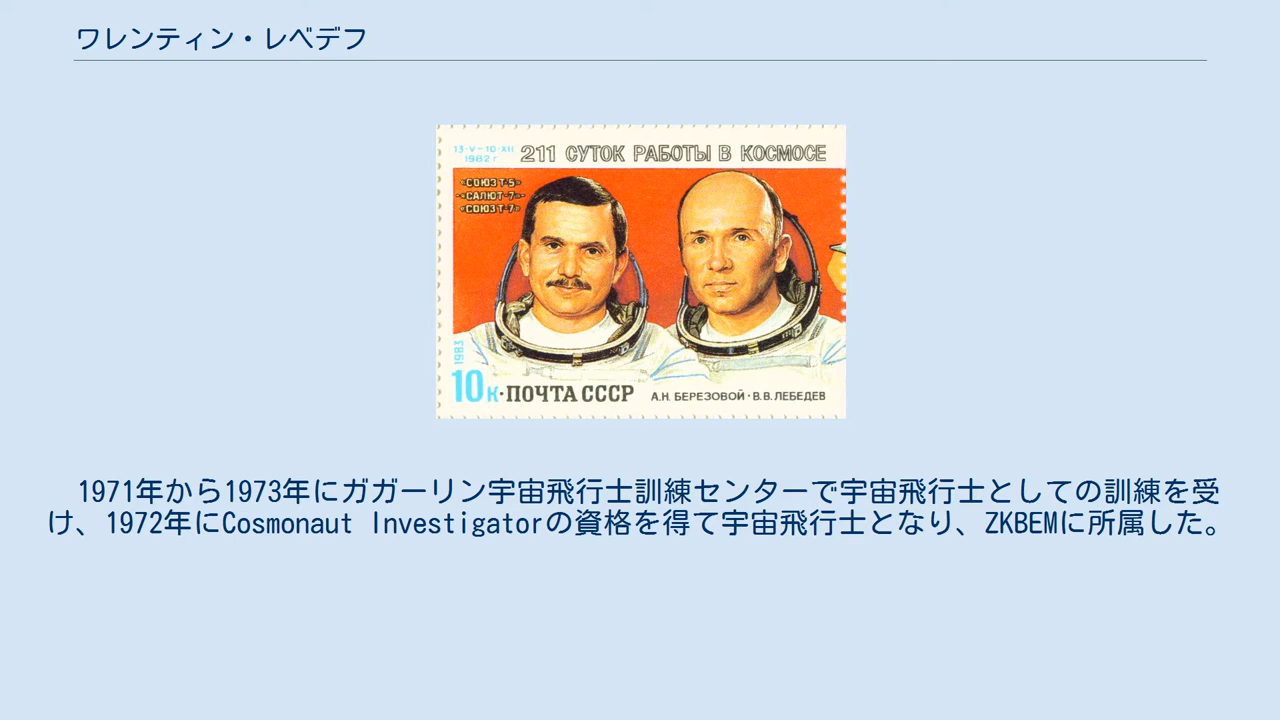 ワレンティン・レベデフ
13·V-10·XII
1982 г
211 СУТОК РАБОТЫ В КОСМОСЕ
«СОЮЗ Т-5»
-«САЛЮТ-7»-
«СОЮЗ Т-7»
1983
10 к·ПОЧТА СССР
А.Н. БЕРЕЗОВОЙ·В.В. ЛЕБЕДЕВ
1971年から1973年にガガーリン宇宙飛行士訓練センターで宇宙飛行士としての訓練を受
け、1972年にCosmonaut Investigatorの資格を得て宇宙飛行士となり、ZKBEMに所属した。